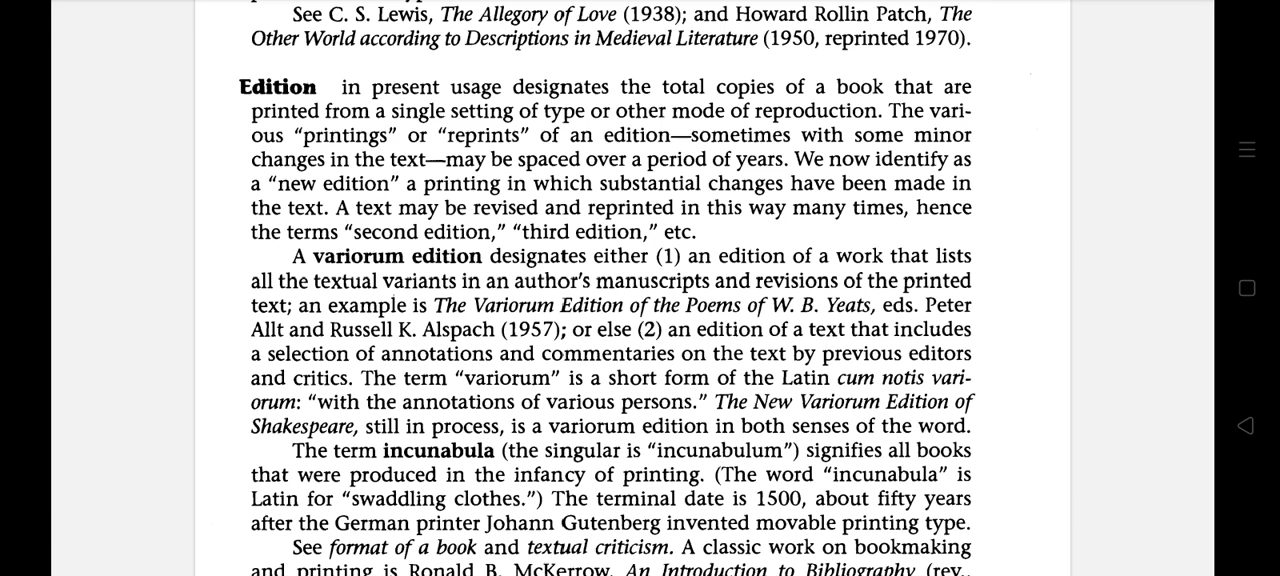 See C. S. Lewis, The Allegory of Love (1938); and Howard Rollin Patch, The
Other World according to Descriptions in Medieval Literature (1950, reprinted 1970).
Edition in present usage designates the total copies of a book that are
printed from a single setting of type or other mode of reproduction. The vari-
ous “printings” or “reprints” of an edition—sometimes with some minor
changes in the text—may be spaced over a period of years. We now identify as
a “new edition” a printing in which substantial changes have been made in
the text. A text may be revised and reprinted in this way many times, hence
the terms “second edition,” “third edition,” etc.
A variorum edition designates either (1) an edition of a work that lists
all the textual variants in an author’s manuscripts and revisions of the printed
text; an example is The Variorum Edition of the Poems of W. B. Yeats, eds. Peter
Allt and Russell K. Alspach (1957); or else (2) an edition of a text that includes
a selection of annotations and commentaries on the text by previous editors
and critics. The term “variorum” is a short form of the Latin cum notis vari-
orum: “with the annotations of various persons.” The New Variorum Edition of
Shakespeare, still in process, is a variorum edition in both senses of the word.
The term incunabula (the singular is “incunabulum”) signifies all books
that were produced in the infancy of printing. (The word “incunabula” is
Latin for “swaddling clothes.”) The terminal date is 1500, about fifty years
after the German printer Johann Gutenberg invented movable printing type.
See format of a book and textual criticism. A classic work on bookmaking
and printing is Ronald B. McKerrow, An Introduction to Bibliography (rev.,